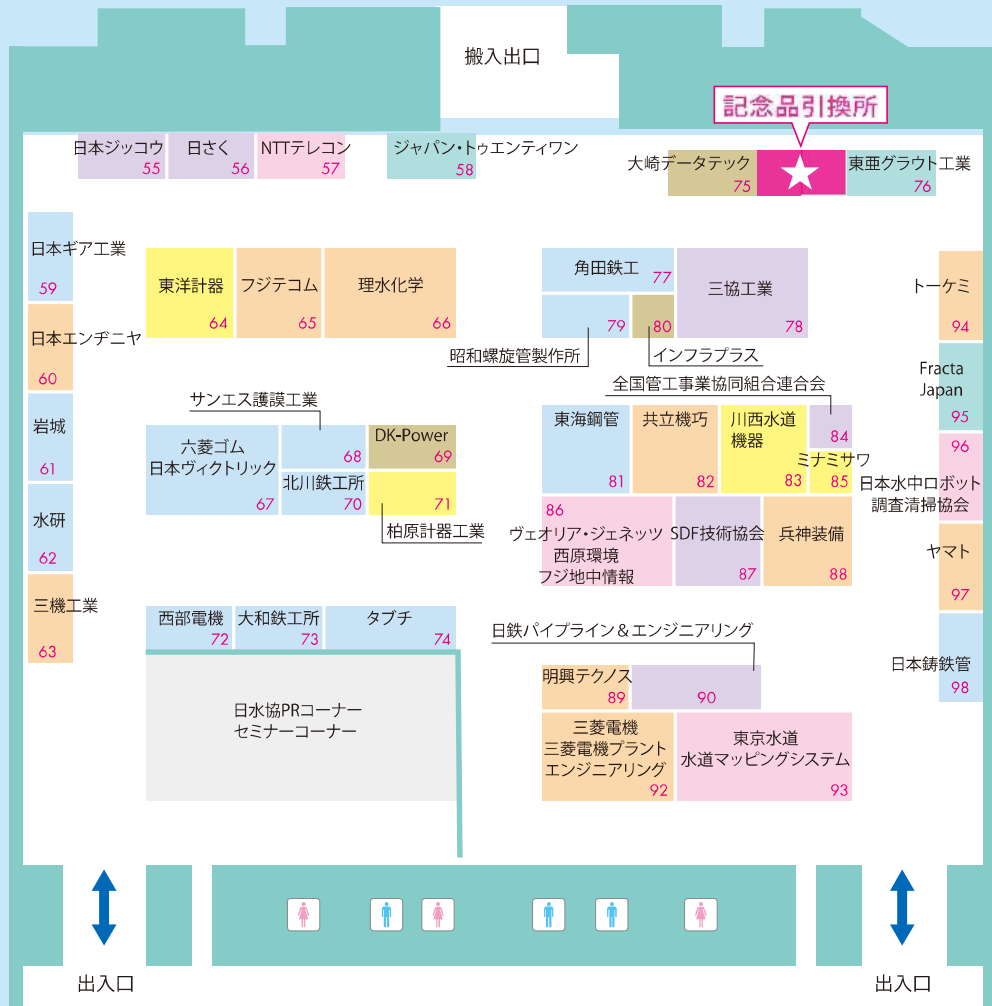 搬入出口
記念品引換所
日本ジッコウ
55
日さく
56
NTTテレコン
57
ジャパン・トゥエンティワン
58
大崎データテック
75
東亜グラウト工業
76
日本ギア工業
59
日本エンヂニヤ
60
岩城
61
水研
62
三機工業
63
東洋計器
64
フジテコム
65
理水化学
66
角田鉄工
77
三協工業
78
79
80
昭和螺旋管製作所
インフラプラス
トーケミ
94
Fracta
Japan
95
96
日本水中ロボット
調査清掃協会
ヤマト
97
日本鋳鉄管
98
サンエス護謨工業
六菱ゴム
日本ヴィクトリック
67
68
DK-Power
69
北川鉄工所
70
71
柏原計器工業
全国管工事業協同組合連合会
東海鋼管
81
共立機巧
82
川西水道
機器
83
84
ミナミサワ
85
86
ヴェオリア・ジェネッツ
西原環境
フジ地中情報
SDF技術協会
87
兵神装備
88
西部電機
72
大和鉄工所
73
タブチ
74
日水協PRコーナー
セミナーコーナー
日鉄パイプライン＆エンジニアリング
明興テクノス
89
90
三菱電機
三菱電機プラント
エンジニアリング
92
東京水道
水道マッピングシステム
93
出入口
出入口